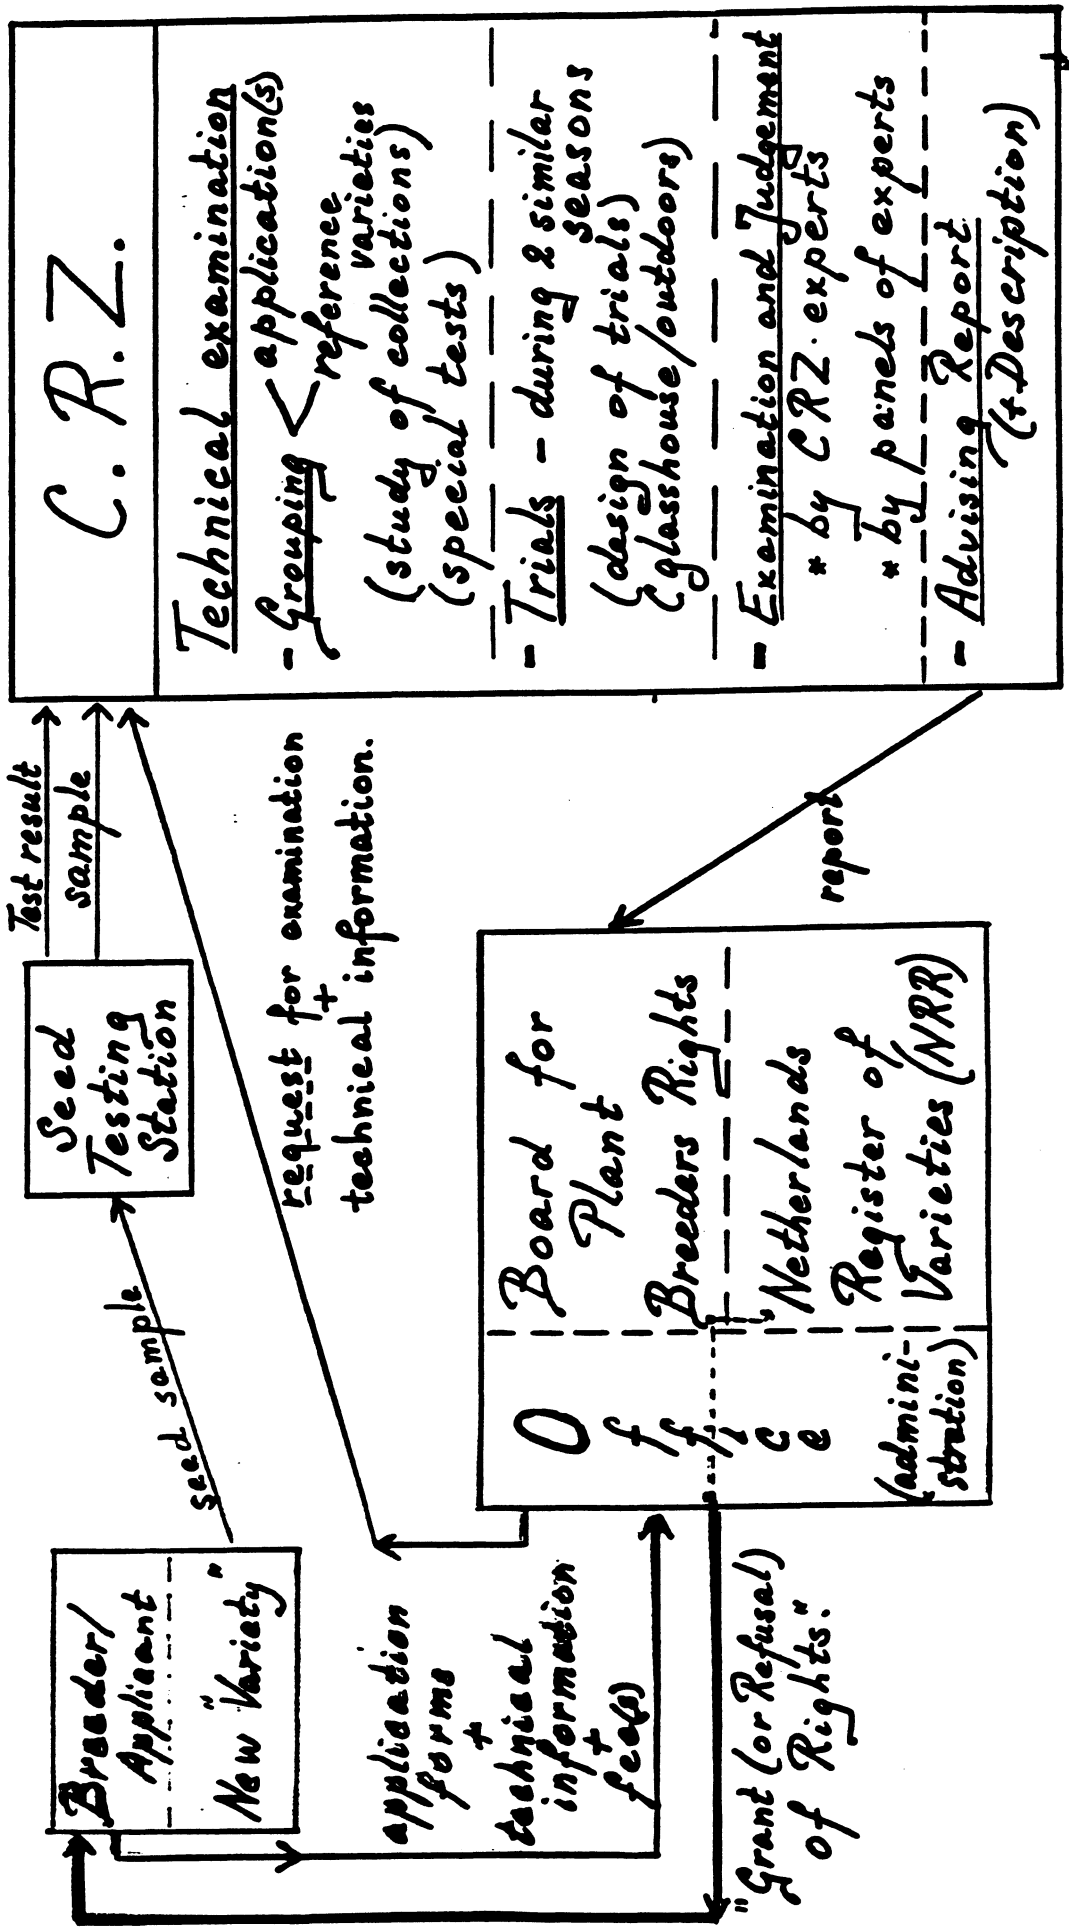 Breeder/
Applicant
New "Variety"
seed sample
Seed
Testing
Station
Test result
sample
application
forms
+
technical
information
+
fee(s)
request for examination
+
technical information.
Office
(admini-
stration)
Board for
Plant
Breeders Rights
Netherlands
Register of
Varieties (NRR)
"Grant (or Refusal)
of Rights."
report
C. R. Z.
Technical examination
- Grouping < application(s)
reference
varieties
(study of collections)
(special tests)
- Trials - during 2 similar
seasons
(design of trials)
(glasshouse/outdoors)
- Examination and Judgement
* by CRZ. experts
* by panels of experts
- Advising Report
(+ Description)